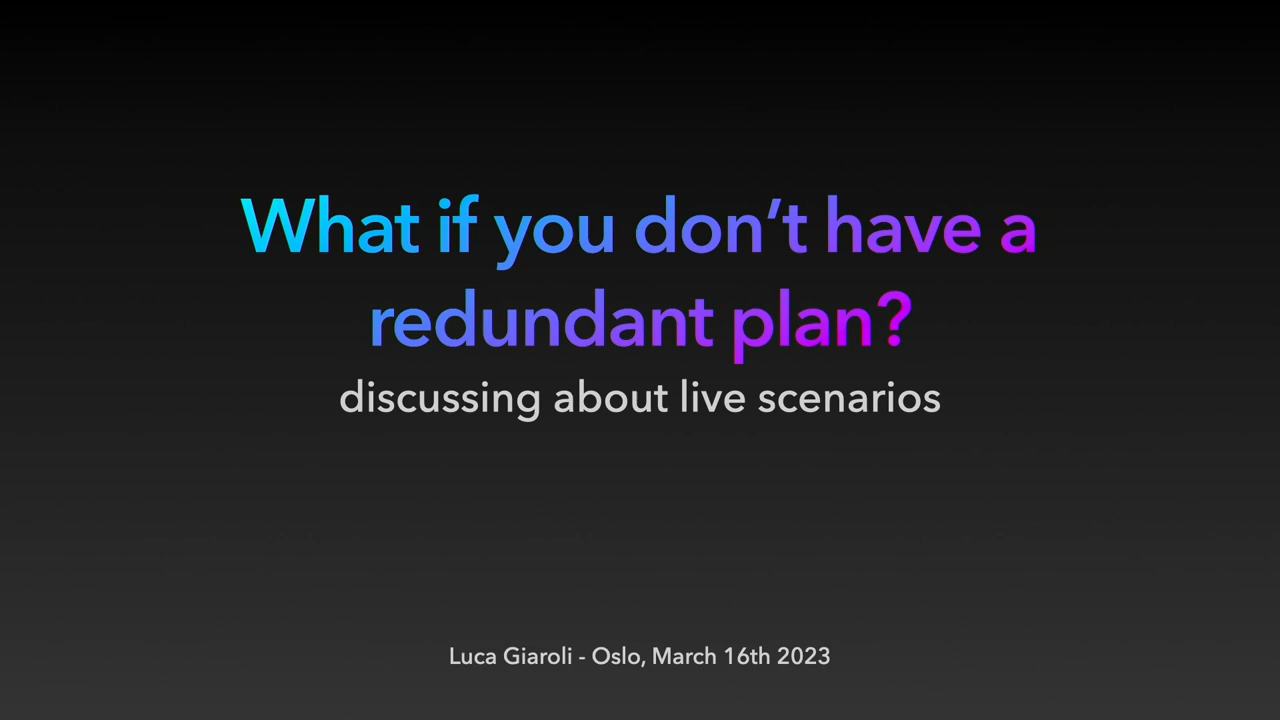 What if you don’t have a
redundant plan?
discussing about live scenarios
Luca Giaroli - Oslo, March 16th 2023